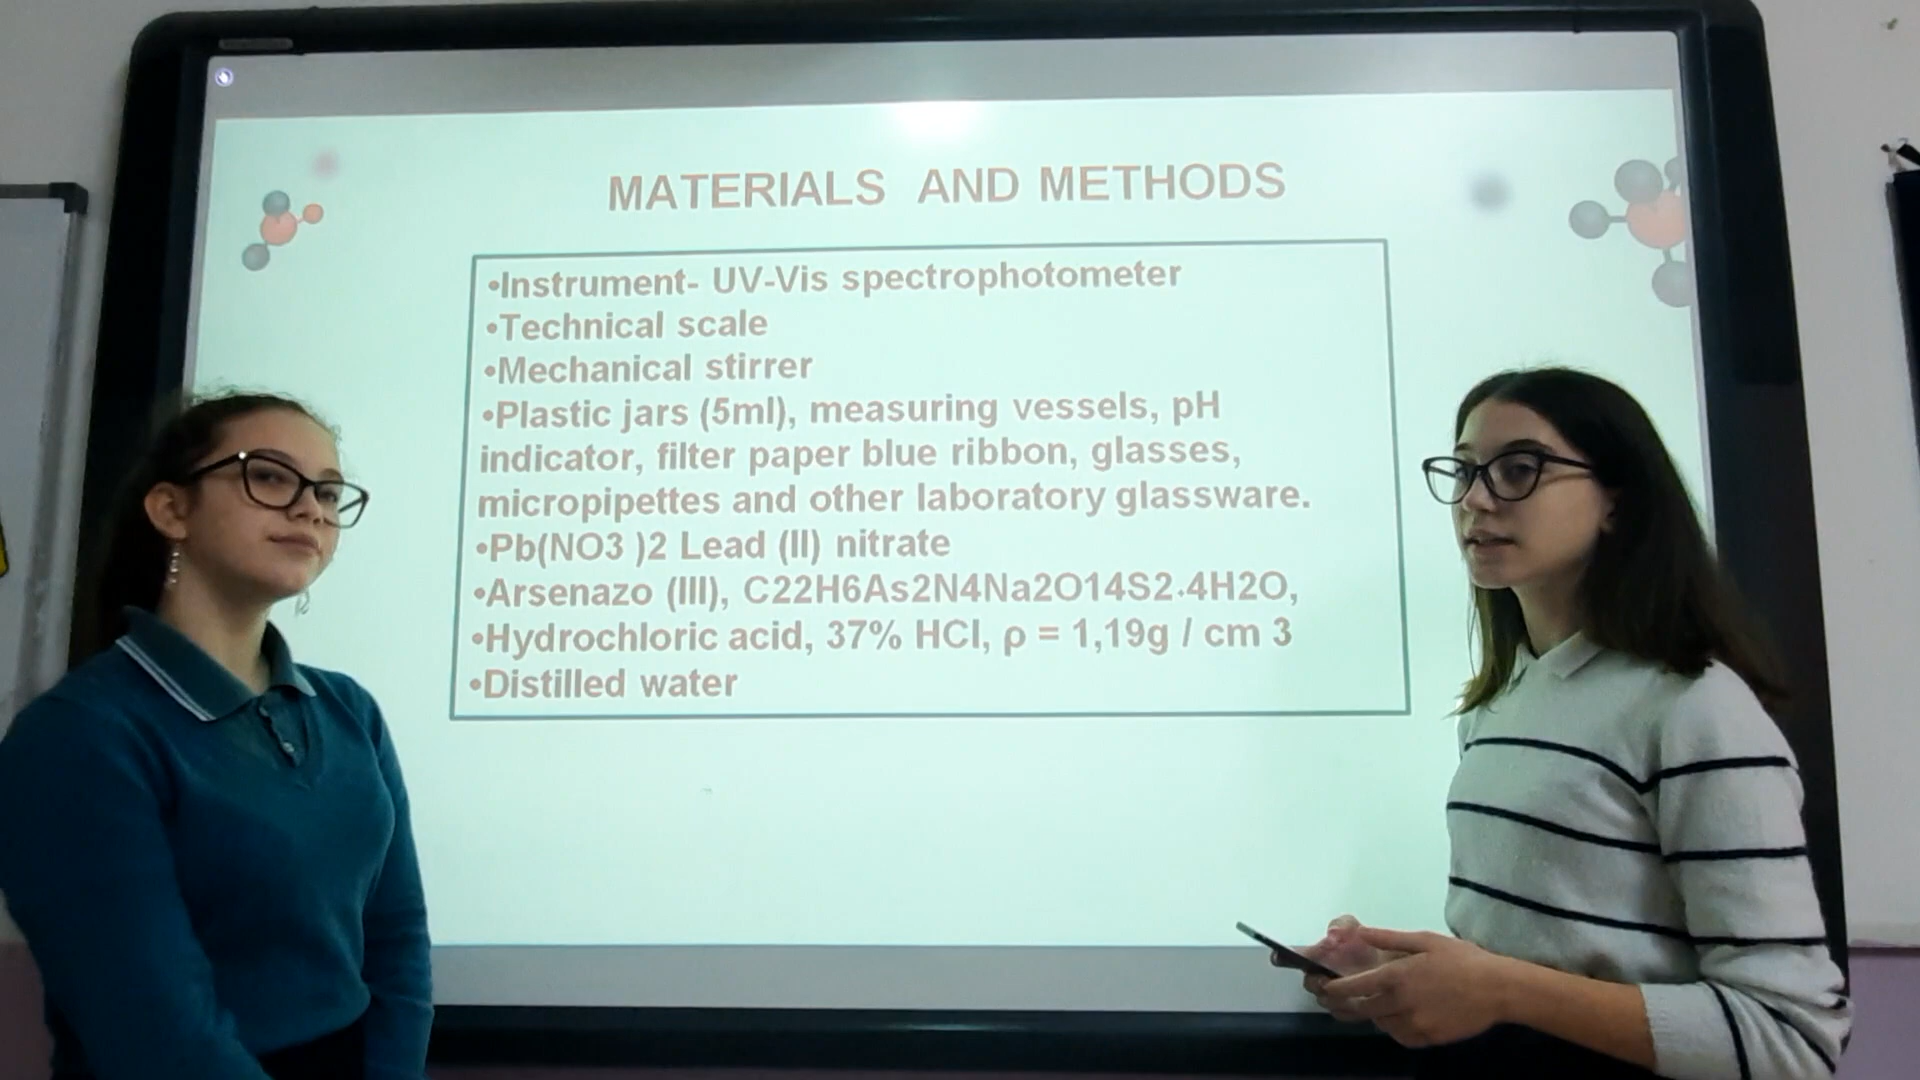 MATERIALS AND METHODS
•Instrument- UV-Vis spectrophotometer
•Technical scale
•Mechanical stirrer
•Plastic jars (5ml), measuring vessels, pH
indicator, filter paper blue ribbon, glasses,
micropipettes and other laboratory glassware.
•Pb(NO3 )2 Lead (II) nitrate
•Arsenazo (III), C22H6As2N4Na2O14S2·4H2O,
•Hydrochloric acid, 37% HCl, ρ = 1,19g / cm 3
•Distilled water